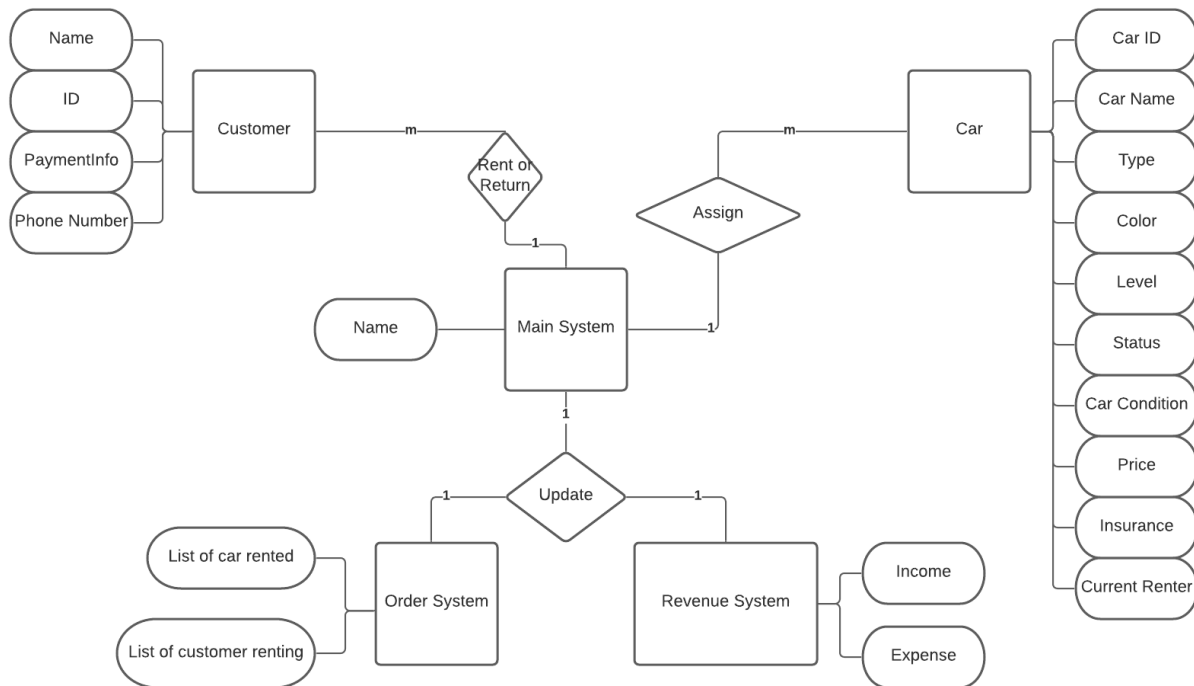 Name
ID
PaymentInfo
Phone Number
Customer
m
Rent or
Return
1
m
Assign
1
Car
Car ID
Car Name
Type
Color
Level
Status
Car Condition
Price
Insurance
Current Renter
Name
Main System
1
Update
1
1
List of car rented
List of customer renting
Order System
Revenue System
Income
Expense